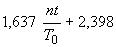 1,637 nt/T₀ + 2,398